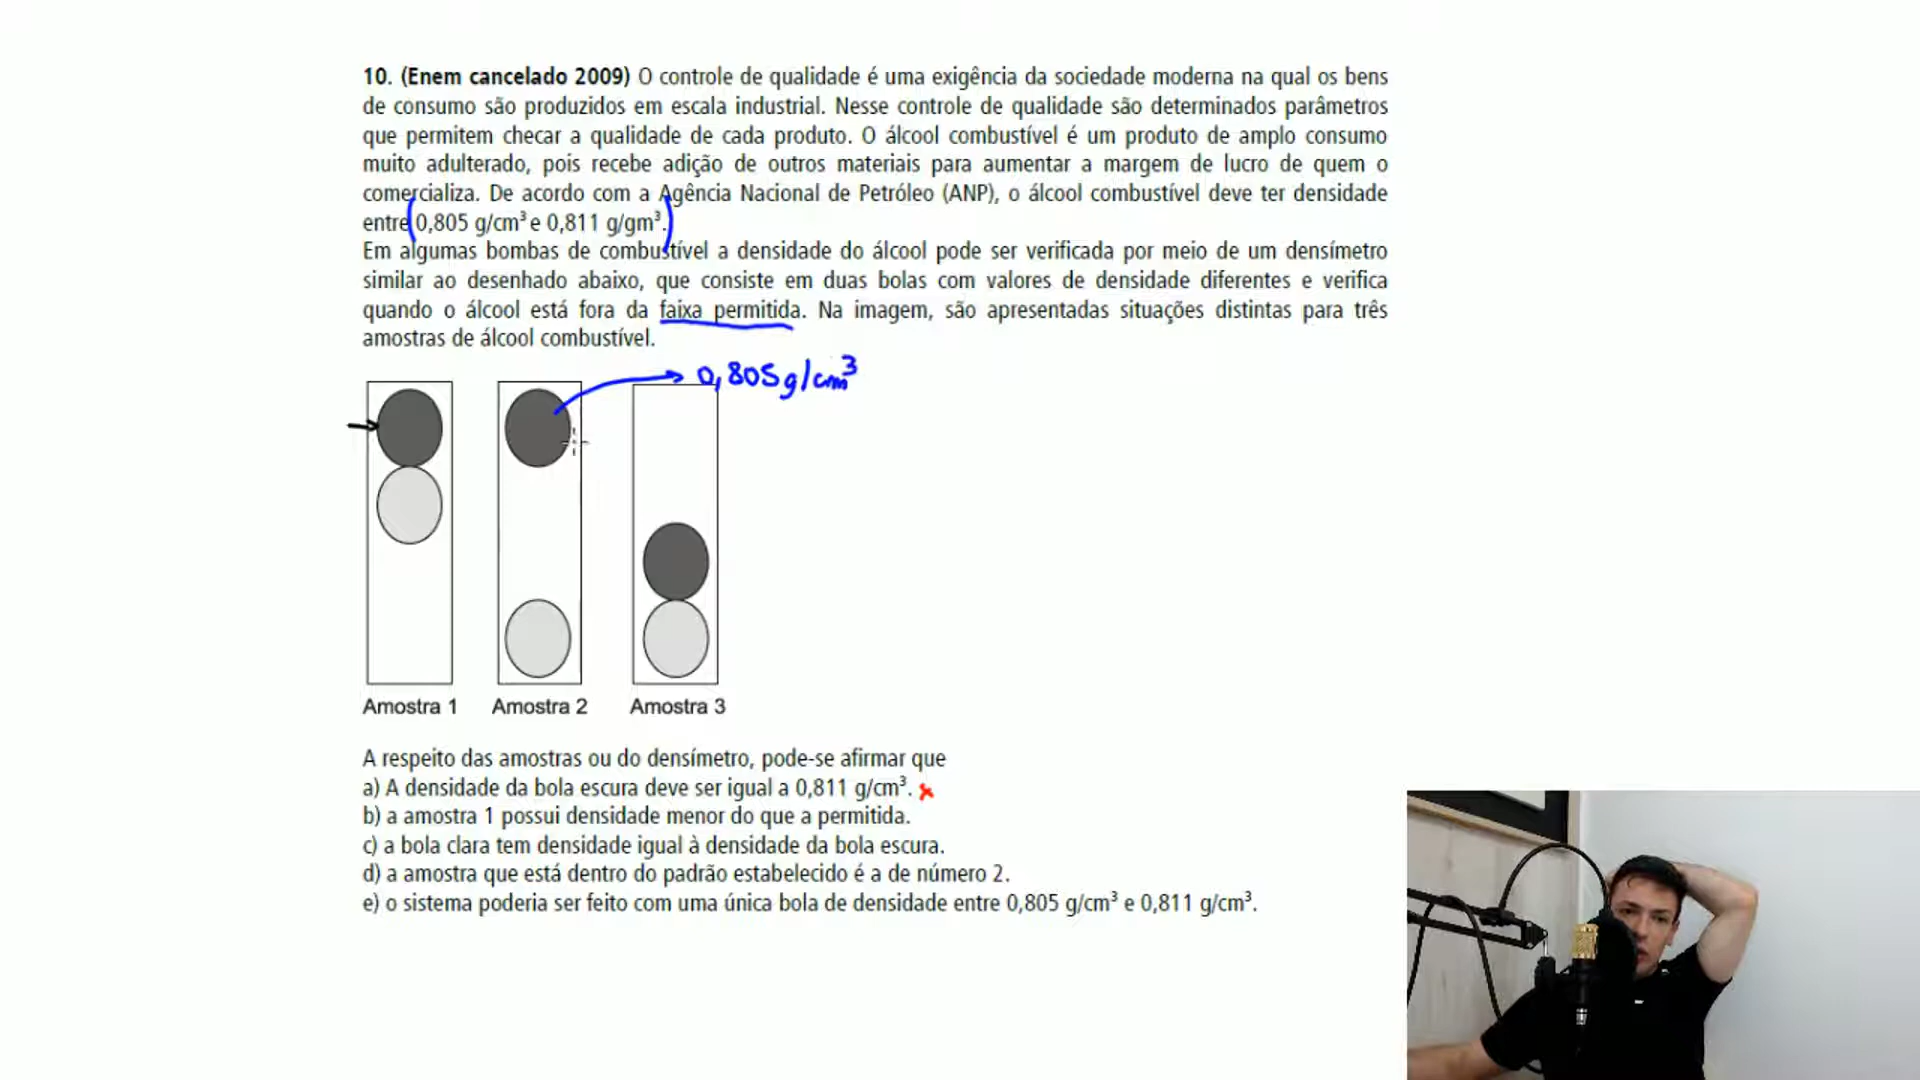 10. (Enem cancelado 2009) O controle de qualidade é uma exigência da sociedade moderna na qual os bens
de consumo são produzidos em escala industrial. Nesse controle de qualidade são determinados parâmetros
que permitem checar a qualidade de cada produto. O álcool combustível é um produto de amplo consumo
muito adulterado, pois recebe adição de outros materiais para aumentar a margem de lucro de quem o
comercializa. De acordo com a Agência Nacional de Petróleo (ANP), o álcool combustível deve ter densidade
entre 0,805 g/cm³ e 0,811 g/gm³.
Em algumas bombas de combustível a densidade do álcool pode ser verificada por meio de um densímetro
similar ao desenhado abaixo, que consiste em duas bolas com valores de densidade diferentes e verifica
quando o álcool está fora da faixa permitida. Na imagem, são apresentadas situações distintas para três
amostras de álcool combustível.
0,805g/cm³
Amostra 1 Amostra 2 Amostra 3
A respeito das amostras ou do densímetro, pode-se afirmar que
a) A densidade da bola escura deve ser igual a 0,811 g/cm³. x
b) a amostra 1 possui densidade menor do que a permitida.
c) a bola clara tem densidade igual à densidade da bola escura.
d) a amostra que está dentro do padrão estabelecido é a de número 2.
e) o sistema poderia ser feito com uma única bola de densidade entre 0,805 g/cm³ e 0,811 g/cm³.